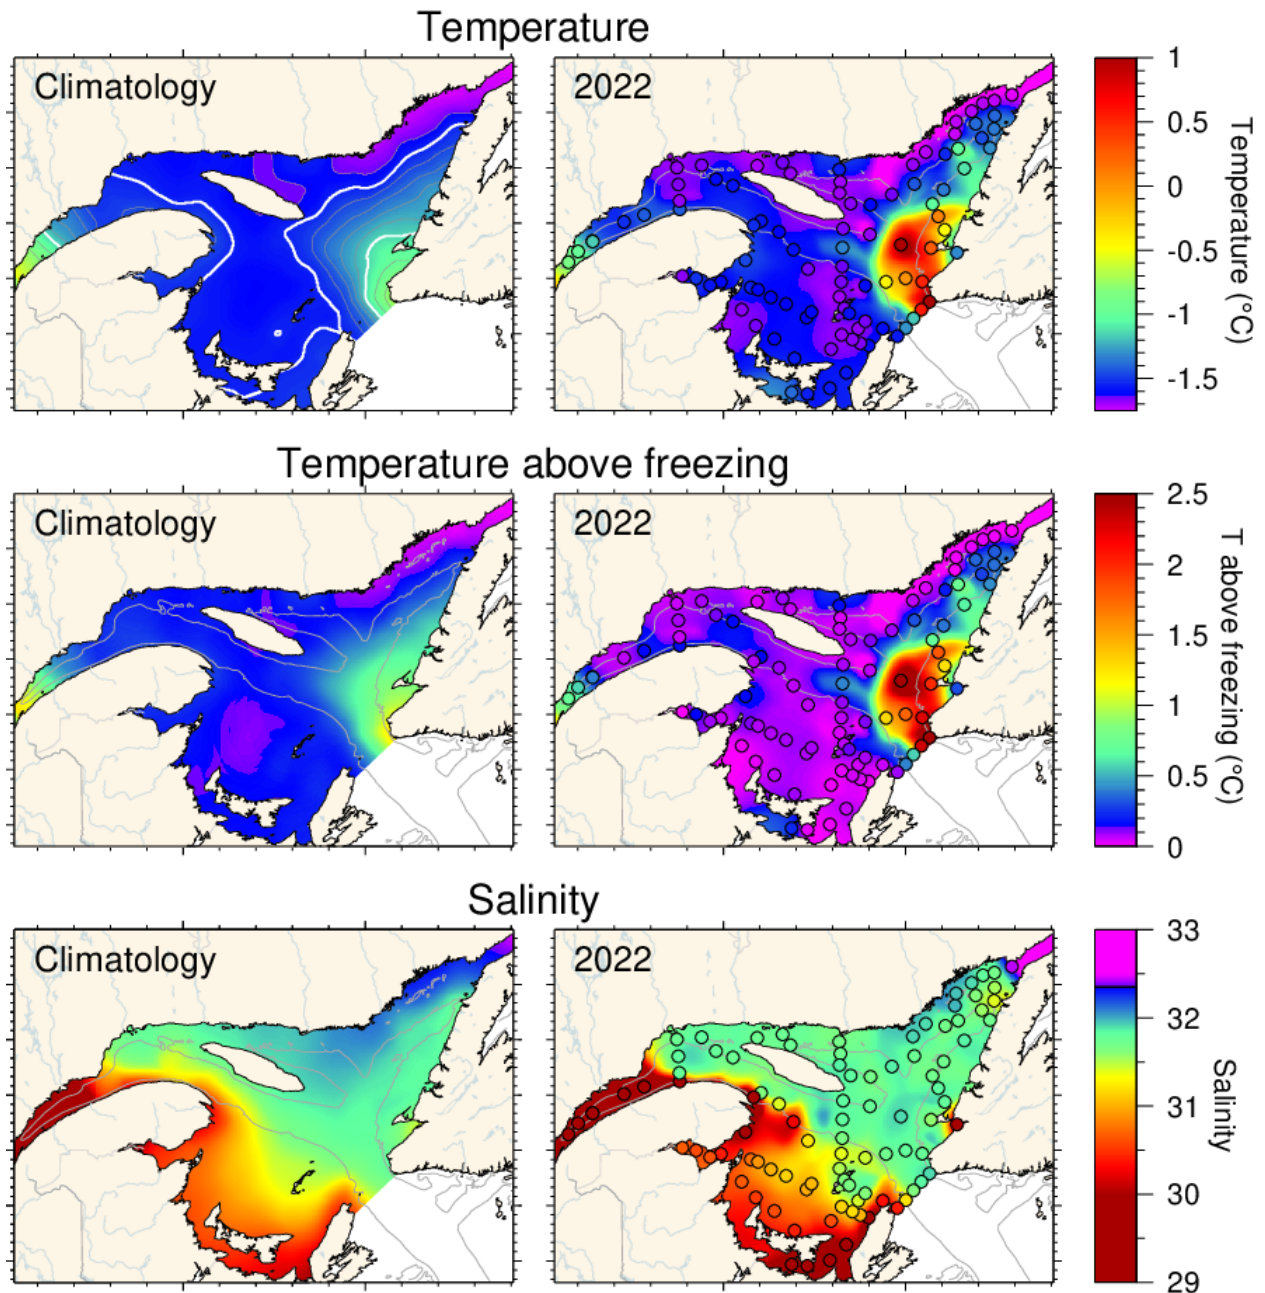 Temperature
Climatology
2022
1
0.5
0
-0.5
-1
-1.5
Temperature (°C)
Temperature above freezing
Climatology
2022
2.5
2
1.5
1
0.5
0
T above freezing (°C)
Salinity
Climatology
2022
33
32
31
30
29
Salinity